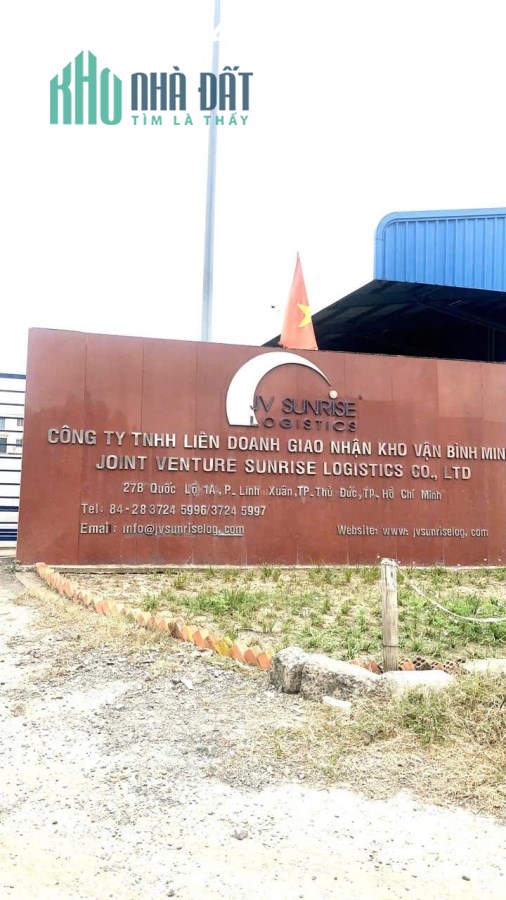 KHO NHÀ ĐẤT
TÌM LÀ THẤY
JV SUNRISE
LOGISTICS
CÔNG TY TNHH LIÊN DOANH GIAO NHẬN KHO VẬN BÌNH MIN
JOINT VENTURE SUNRISE LOGISTICS CO., LTD
27B Quốc Lộ 1A, P. Linh Xuân, TP. Thủ Đức, TP. Hồ Chí Minh
Tel: 84-28 3724 5996/3724 5997
Email: info@jvsunriselog.com Website: www.jvsunriselog.com